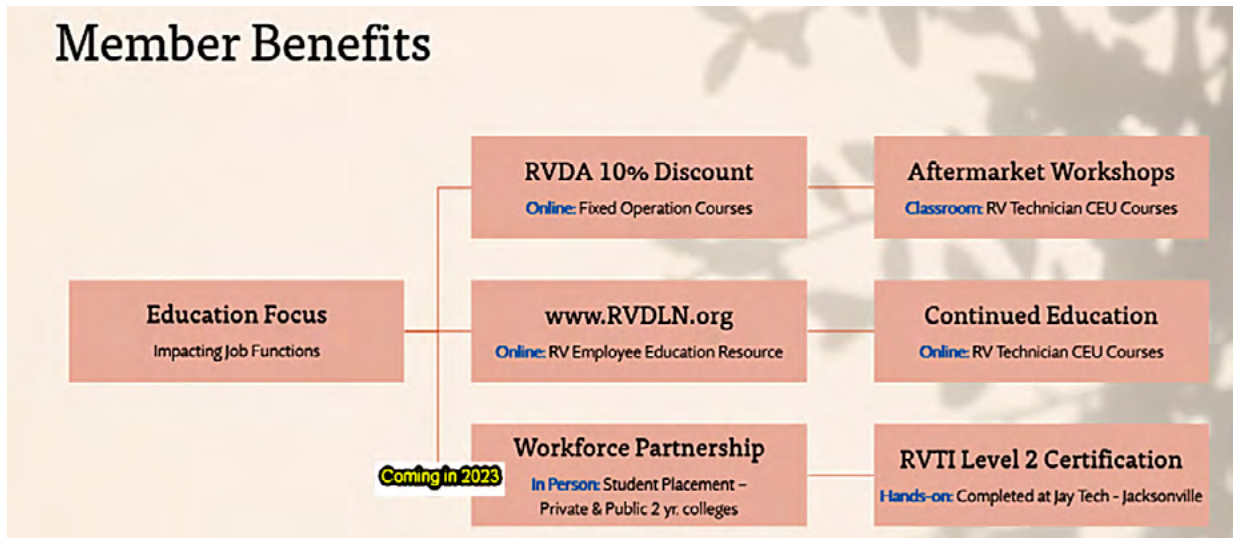 Member Benefits
RVDA 10% Discount
Online: Fixed Operation Courses
Aftermarket Workshops
Classroom: RV Technician CEU Courses
Education Focus
Impacting Job Functions
www.RVDLN.org
Online: RV Employee Education Resource
Continued Education
Online: RV Technician CEU Courses
Coming in 2023
Workforce Partnership
In Person: Student Placement –
Private & Public 2 yr. colleges
RVTI Level 2 Certification
Hands-on: Completed at Jay Tech - Jacksonville